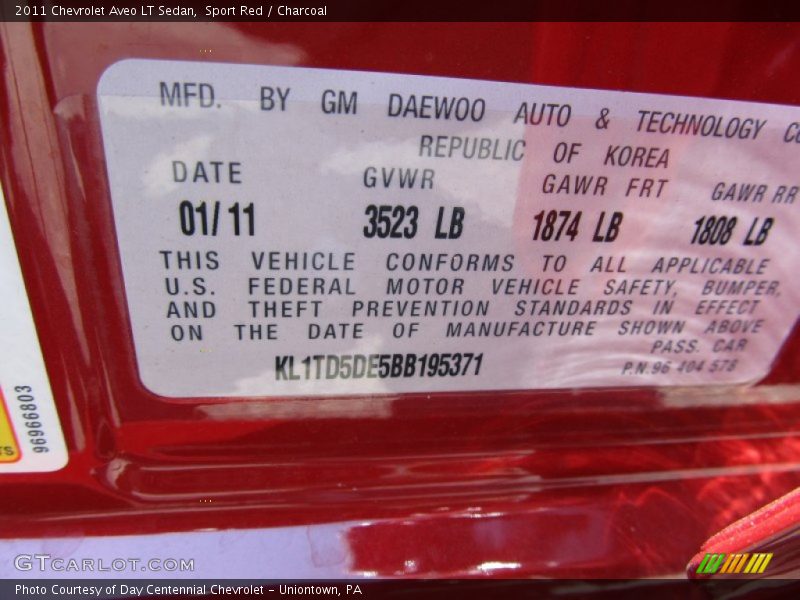 2011 Chevrolet Aveo LT Sedan, Sport Red / Charcoal
MFD. BY GM DAEWOO AUTO & TECHNOLOGY
REPUBLIC OF KOREA
DATE GVWR GAWR FRT GAWR RR
01/11 3523 LB 1874 LB 1808 LB
THIS VEHICLE CONFORMS TO ALL APPLICABLE
U.S. FEDERAL MOTOR VEHICLE SAFETY, BUMPER,
AND THEFT PREVENTION STANDARDS IN EFFECT
ON THE DATE OF MANUFACTURE SHOWN ABOVE
PASS. CAR
KL1TD5DE5BB195371
P.N.96 404 578
96966803
GTCARLOT.COM
Photo Courtesy of Day Centennial Chevrolet - Uniontown, PA